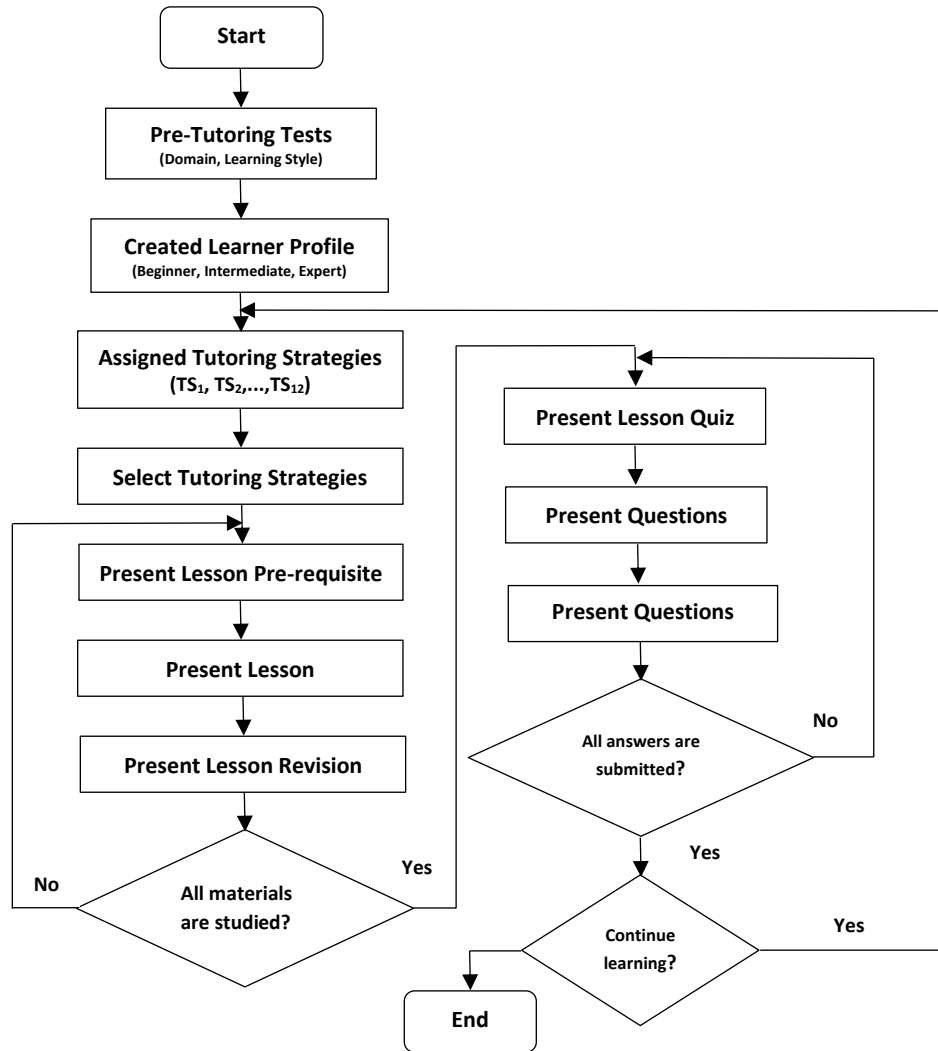 Start
Pre-Tutoring Tests
(Domain, Learning Style)
Created Learner Profile
(Beginner, Intermediate, Expert)
Assigned Tutoring Strategies
(TS₁, TS₂,...,TS₁₂)
Select Tutoring Strategies
Present Lesson Pre-requisite
Present Lesson
Present Lesson Revision
All materials
are studied?
No
Yes
Present Lesson Quiz
Present Questions
Present Questions
All answers are
submitted?
No
Yes
Continue
learning?
Yes
End